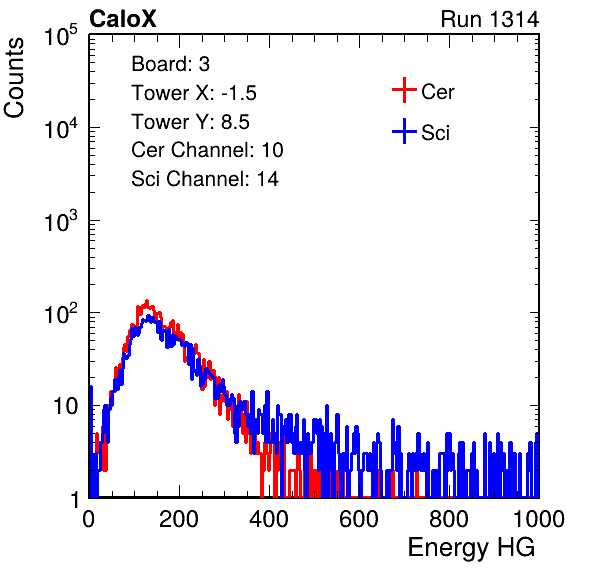 CaloX Run 1314
Counts
Board: 3
Tower X: -1.5
Tower Y: 8.5
Cer Channel: 10
Sci Channel: 14
Cer
Sci
10^5
10^4
10^3
10^2
10
1
0 200 400 600 800 1000
Energy HG